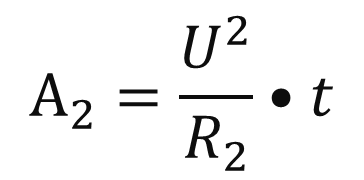 A₂ = U²/R₂ • t